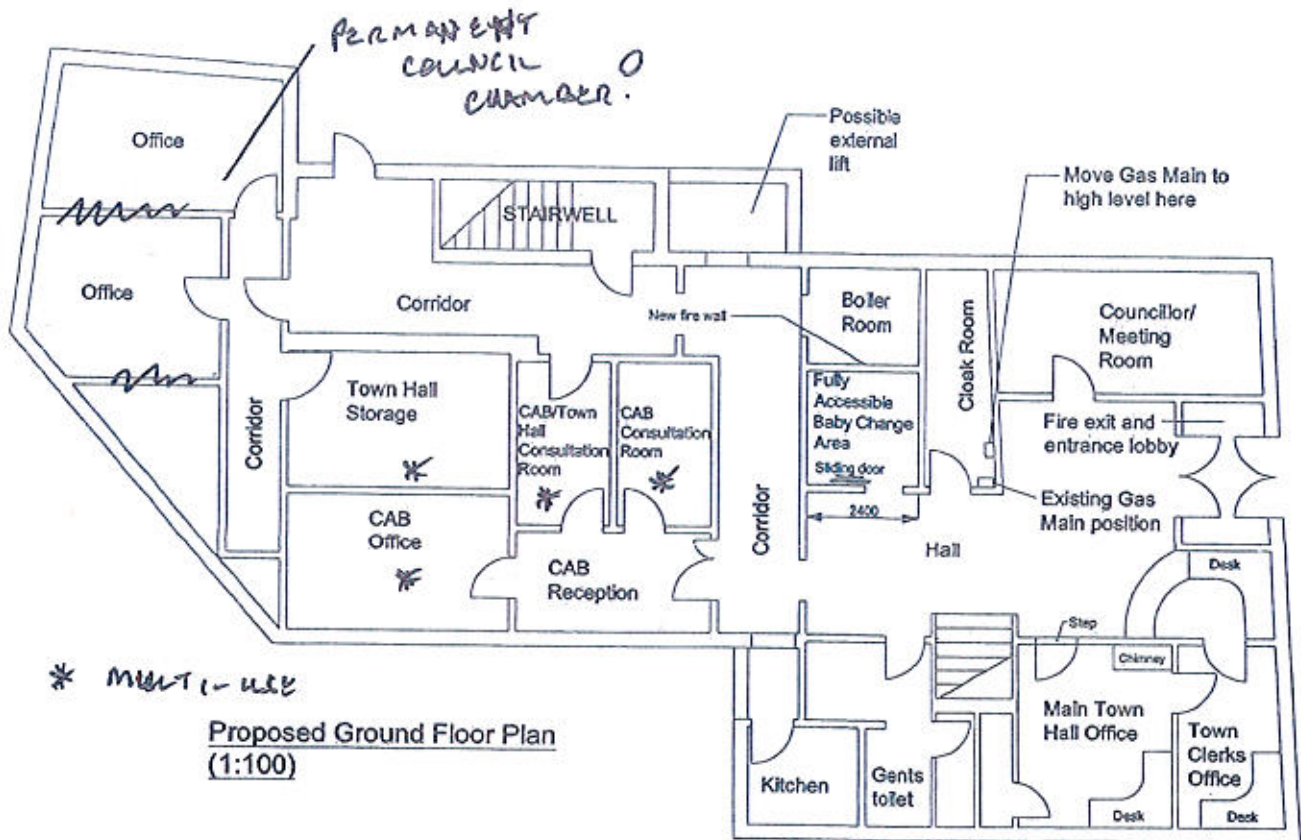 PERMANENT
COUNCIL
CHAMBER!
Office
Possible
external
lift
Move Gas Main to
high level here
STAIRWELL
Office
Corridor
New fire wall
Boiler
Room
Cloak Room
Councillor/
Meeting
Room
Town Hall
Storage
Corridor
CAB/Town
Hall
Consultation
Room
CAB
Consultation
Room
Fully
Accessible
Baby Change
Area
Sliding door
2400
Fire exit and
entrance lobby
Existing Gas
Main position
CAB
Office
CAB
Reception
Corridor
Hall
Desk
Step
Chimney
* MULTI-USE
Proposed Ground Floor Plan
(1:100)
Main Town
Hall Office
Town
Clerks
Office
Kitchen
Gents
toilet
Desk
Desk